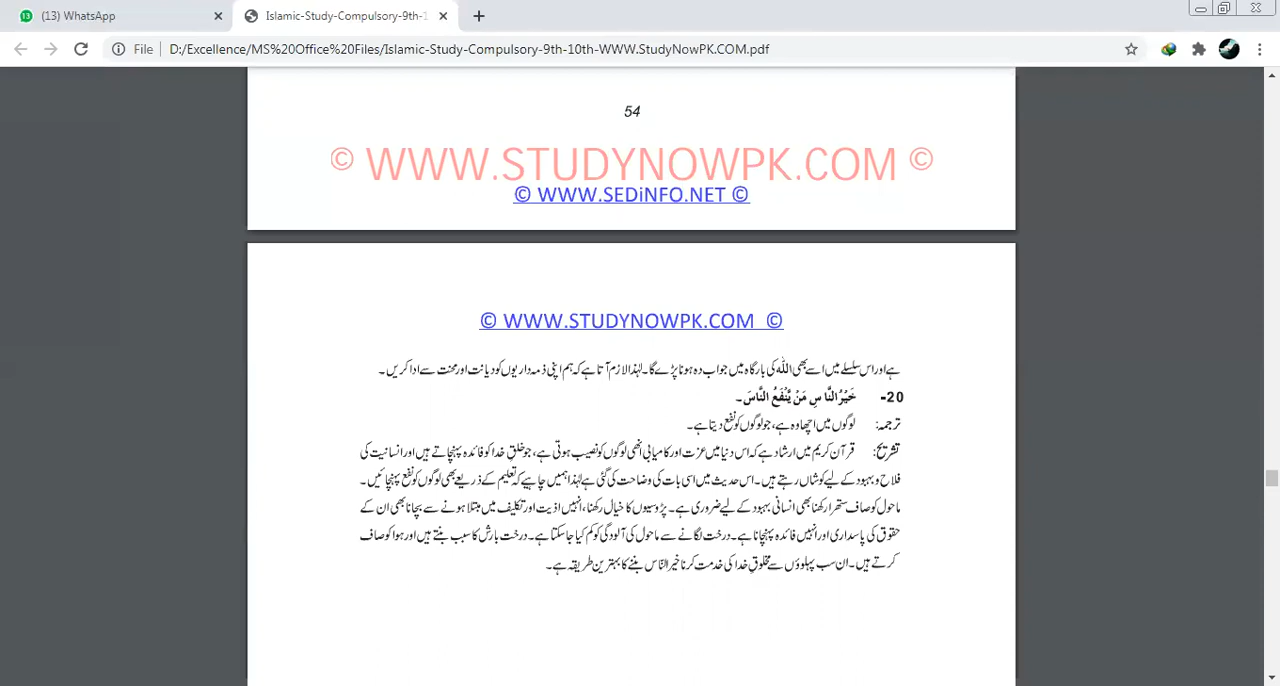 (13) WhatsApp
Islamic-Study-Compulsory-9th-1
File
D:/Excellence/MS%20Office%20Files/Islamic-Study-Compulsory-9th-10th-WWW.StudyNowPK.COM.pdf
54
© WWW.STUDYNOWPK.COM ©
© WWW.SEDiNFO.NET ©
© WWW.STUDYNOWPK.COM ©
ہے اور اس سلسلے میں اسے بھی اللہ کی بارگاہ میں جواب دہ ہونا پڑے گا۔ لہٰذا لازم آتا ہے کہ ہم اپنی ذمہ داریوں کو دیانت اور محنت سے ادا کریں۔
20- خَيْرُ النَّاسِ مَنْ يَّنْفَعُ النَّاسَ۔
ترجمہ: لوگوں میں اچھا وہ ہے، جو لوگوں کو نفع دیتا ہے۔
تشریح: قرآن کریم میں ارشاد ہے کہ اس دنیا میں عزت اور کامیابی انھی لوگوں کو نصیب ہوتی ہے، جو خلقِ خدا کو فائدہ پہنچاتے ہیں اور انسانیت کی
فلاح و بہبود کے لیے کوشاں رہتے ہیں۔ اس حدیث میں اسی بات کی وضاحت کی گئی ہے لہٰذا ہمیں چاہیے کہ تعلیم کے ذریعے بھی لوگوں کو نفع پہنچائیں۔
ماحول کو صاف ستھرا رکھنا بھی انسانی بہبود کے لیے ضروری ہے۔ پڑوسیوں کا خیال رکھنا، انہیں اذیت اور تکلیف میں مبتلا ہونے سے بچانا بھی ان کے
حقوق کی پاسداری اور انہیں فائدہ پہنچانا ہے۔ درخت لگانے سے ماحول کی آلودگی کو کم کیا جا سکتا ہے۔ درخت بارش کا سبب بنتے ہیں اور ہوا کو صاف
کرتے ہیں۔ ان سب پہلوؤں سے مخلوقِ خدا کی خدمت کرنا خیر النّاس بننے کا بہترین طریقہ ہے۔